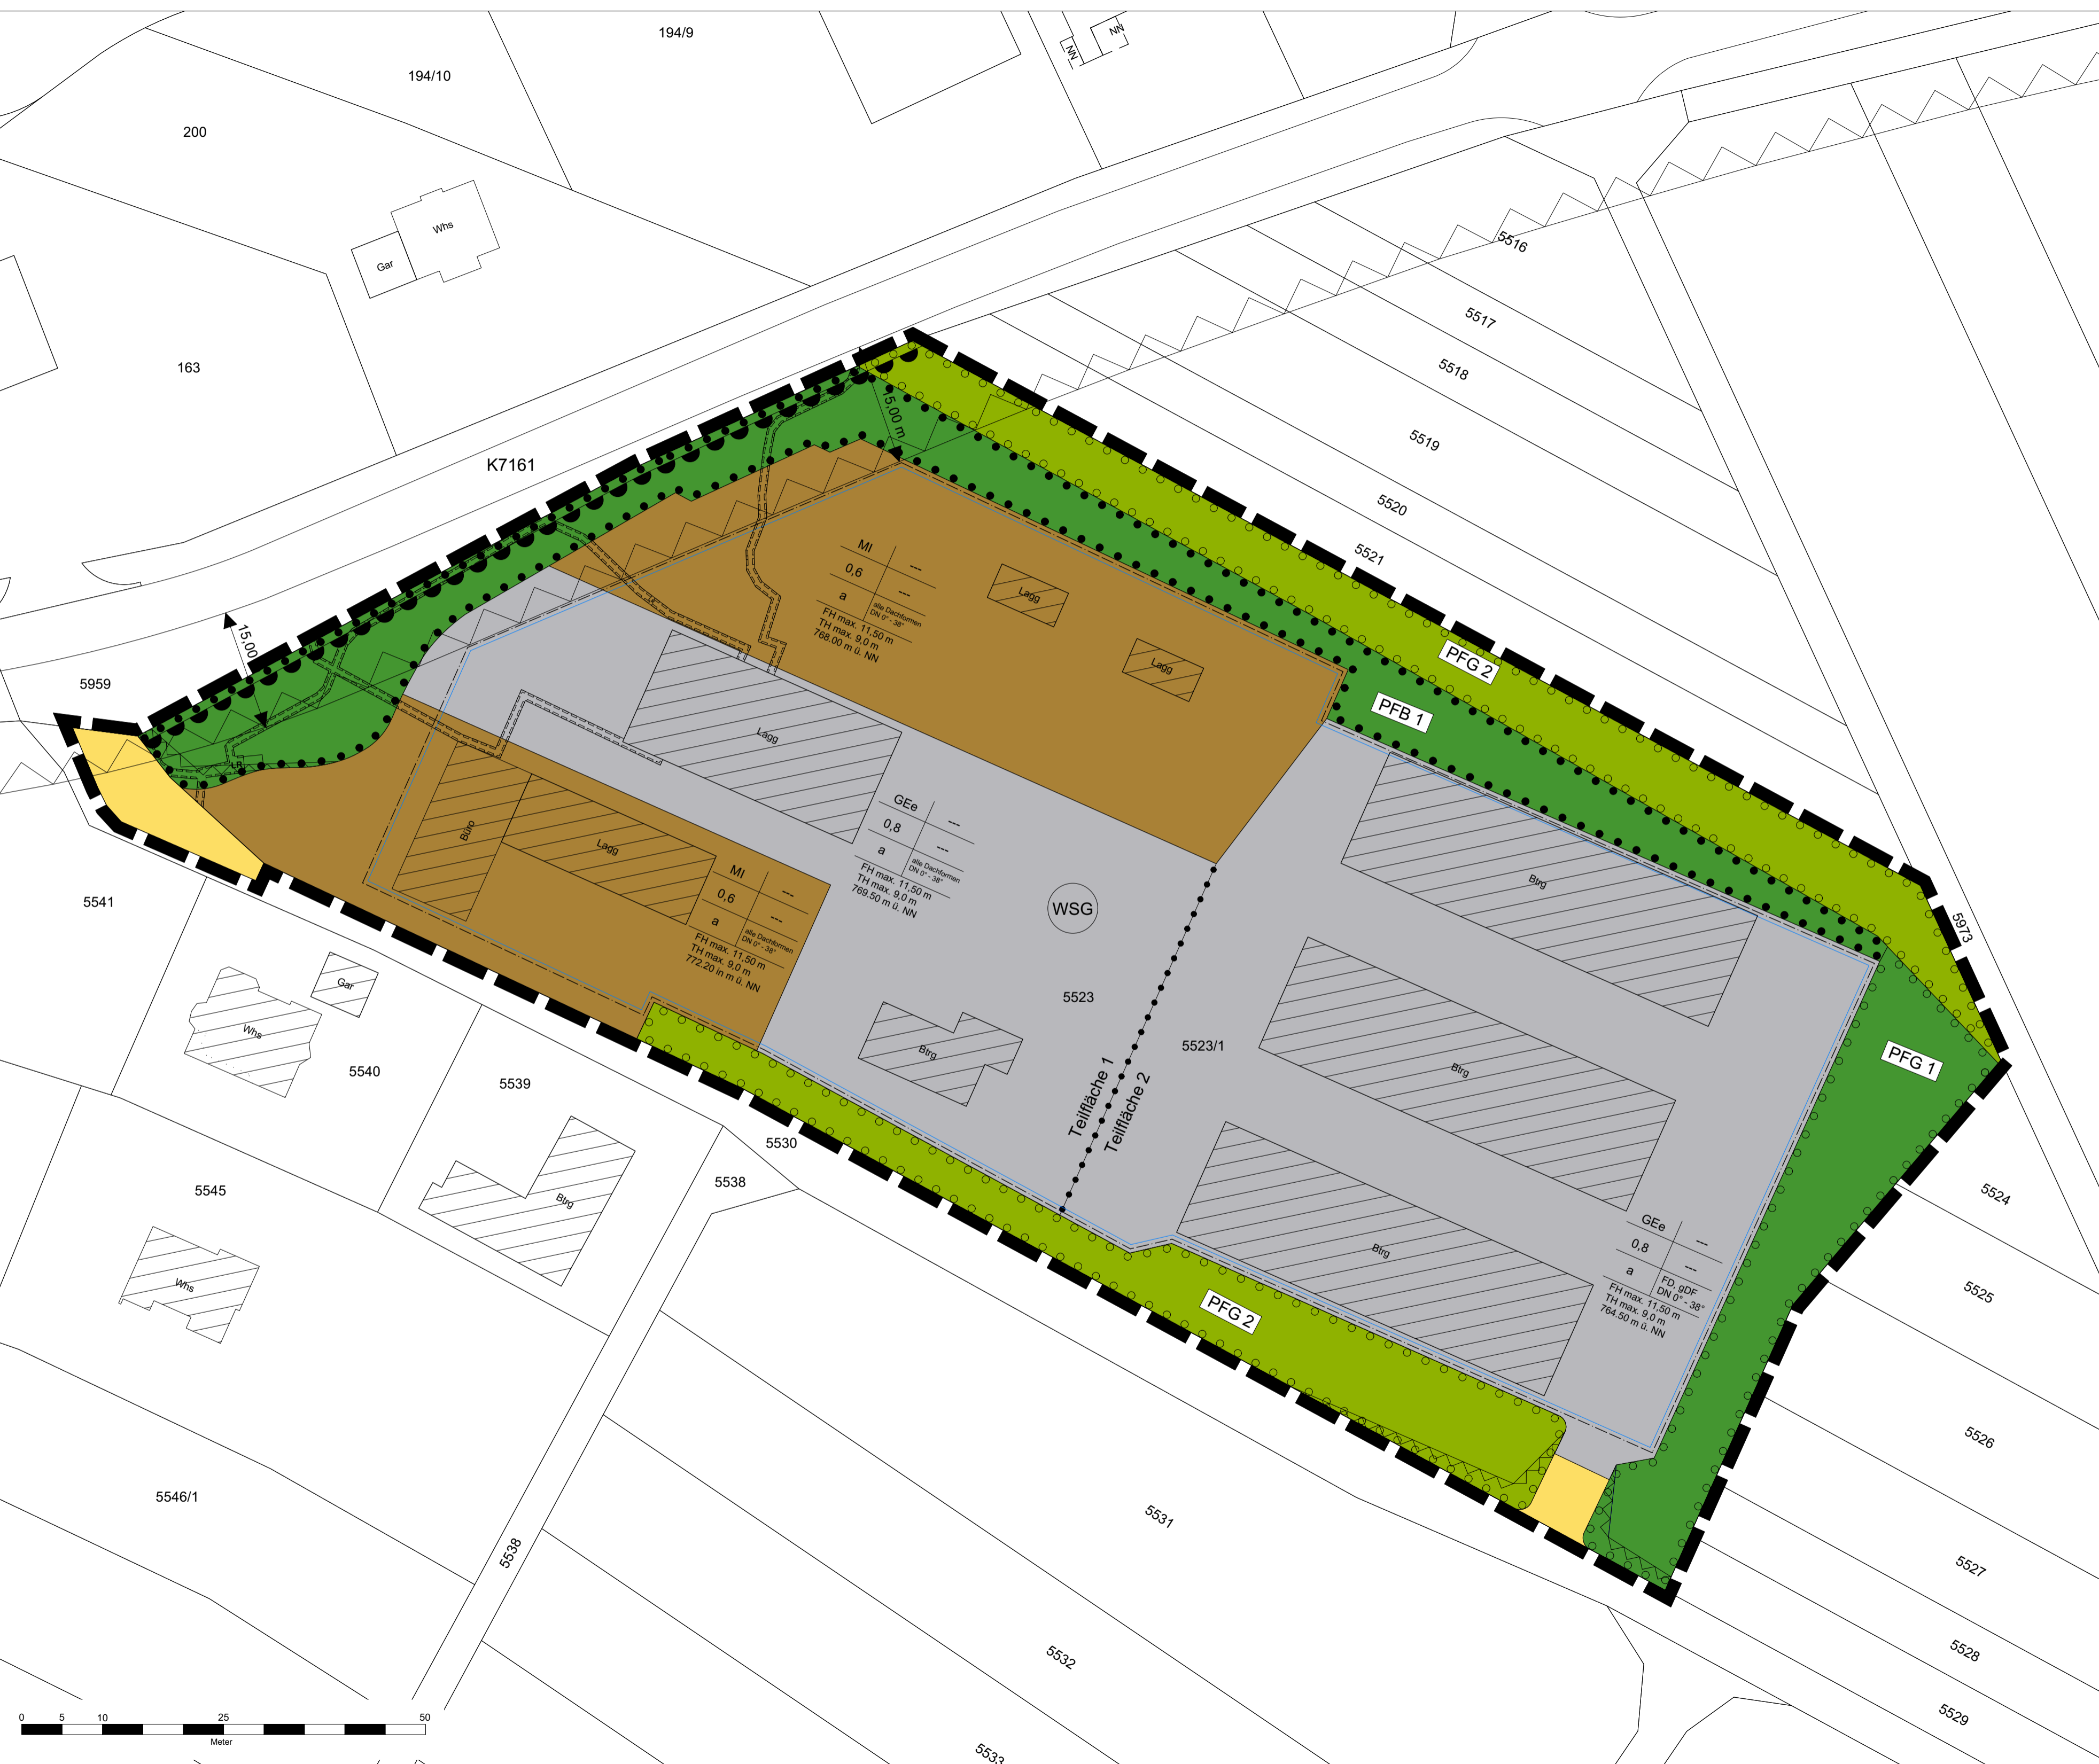 194/9
NN
NN
194/10
200
Whs
Gar
5516
5517
163
5518
15,00 m
5519
K7161
5520
MI
---
0,6
---
a
alle Dachformen
DN 0° - 38°
FH max. 11,50 m
TH max. 9,0 m
768.00 m ü. NN
5521
Lagg
Lagg
15,00
PFG 2
5959
PFB 1
Lagg
LR
GEe
---
0,8
---
a
alle Dachformen
DN 0° - 38°
FH max. 11,50 m
TH max. 9,0 m
769.50 m ü. NN
Büro
Lagg
MI
---
0,6
---
a
alle Dachformen
DN 0° - 38°
FH max. 11,50 m
TH max. 9,0 m
772.20 in m ü. NN
Btrg
5541
WSG
5973
Gar
5523
Whs
Btrg
5523/1
5540
5539
Btrg
PFG 1
Teilfläche 1
Teilfläche 2
5530
5538
5545
Btrg
5524
Whs
Btrg
GEe
---
0,8
---
a
FD, gDF
DN 0° - 38°
FH max. 11,50 m
TH max. 9,0 m
764.50 m ü. NN
5525
PFG 2
5526
5546/1
5531
5538
5527
5532
5528
5529
5533
0 5 10 25 50
Meter